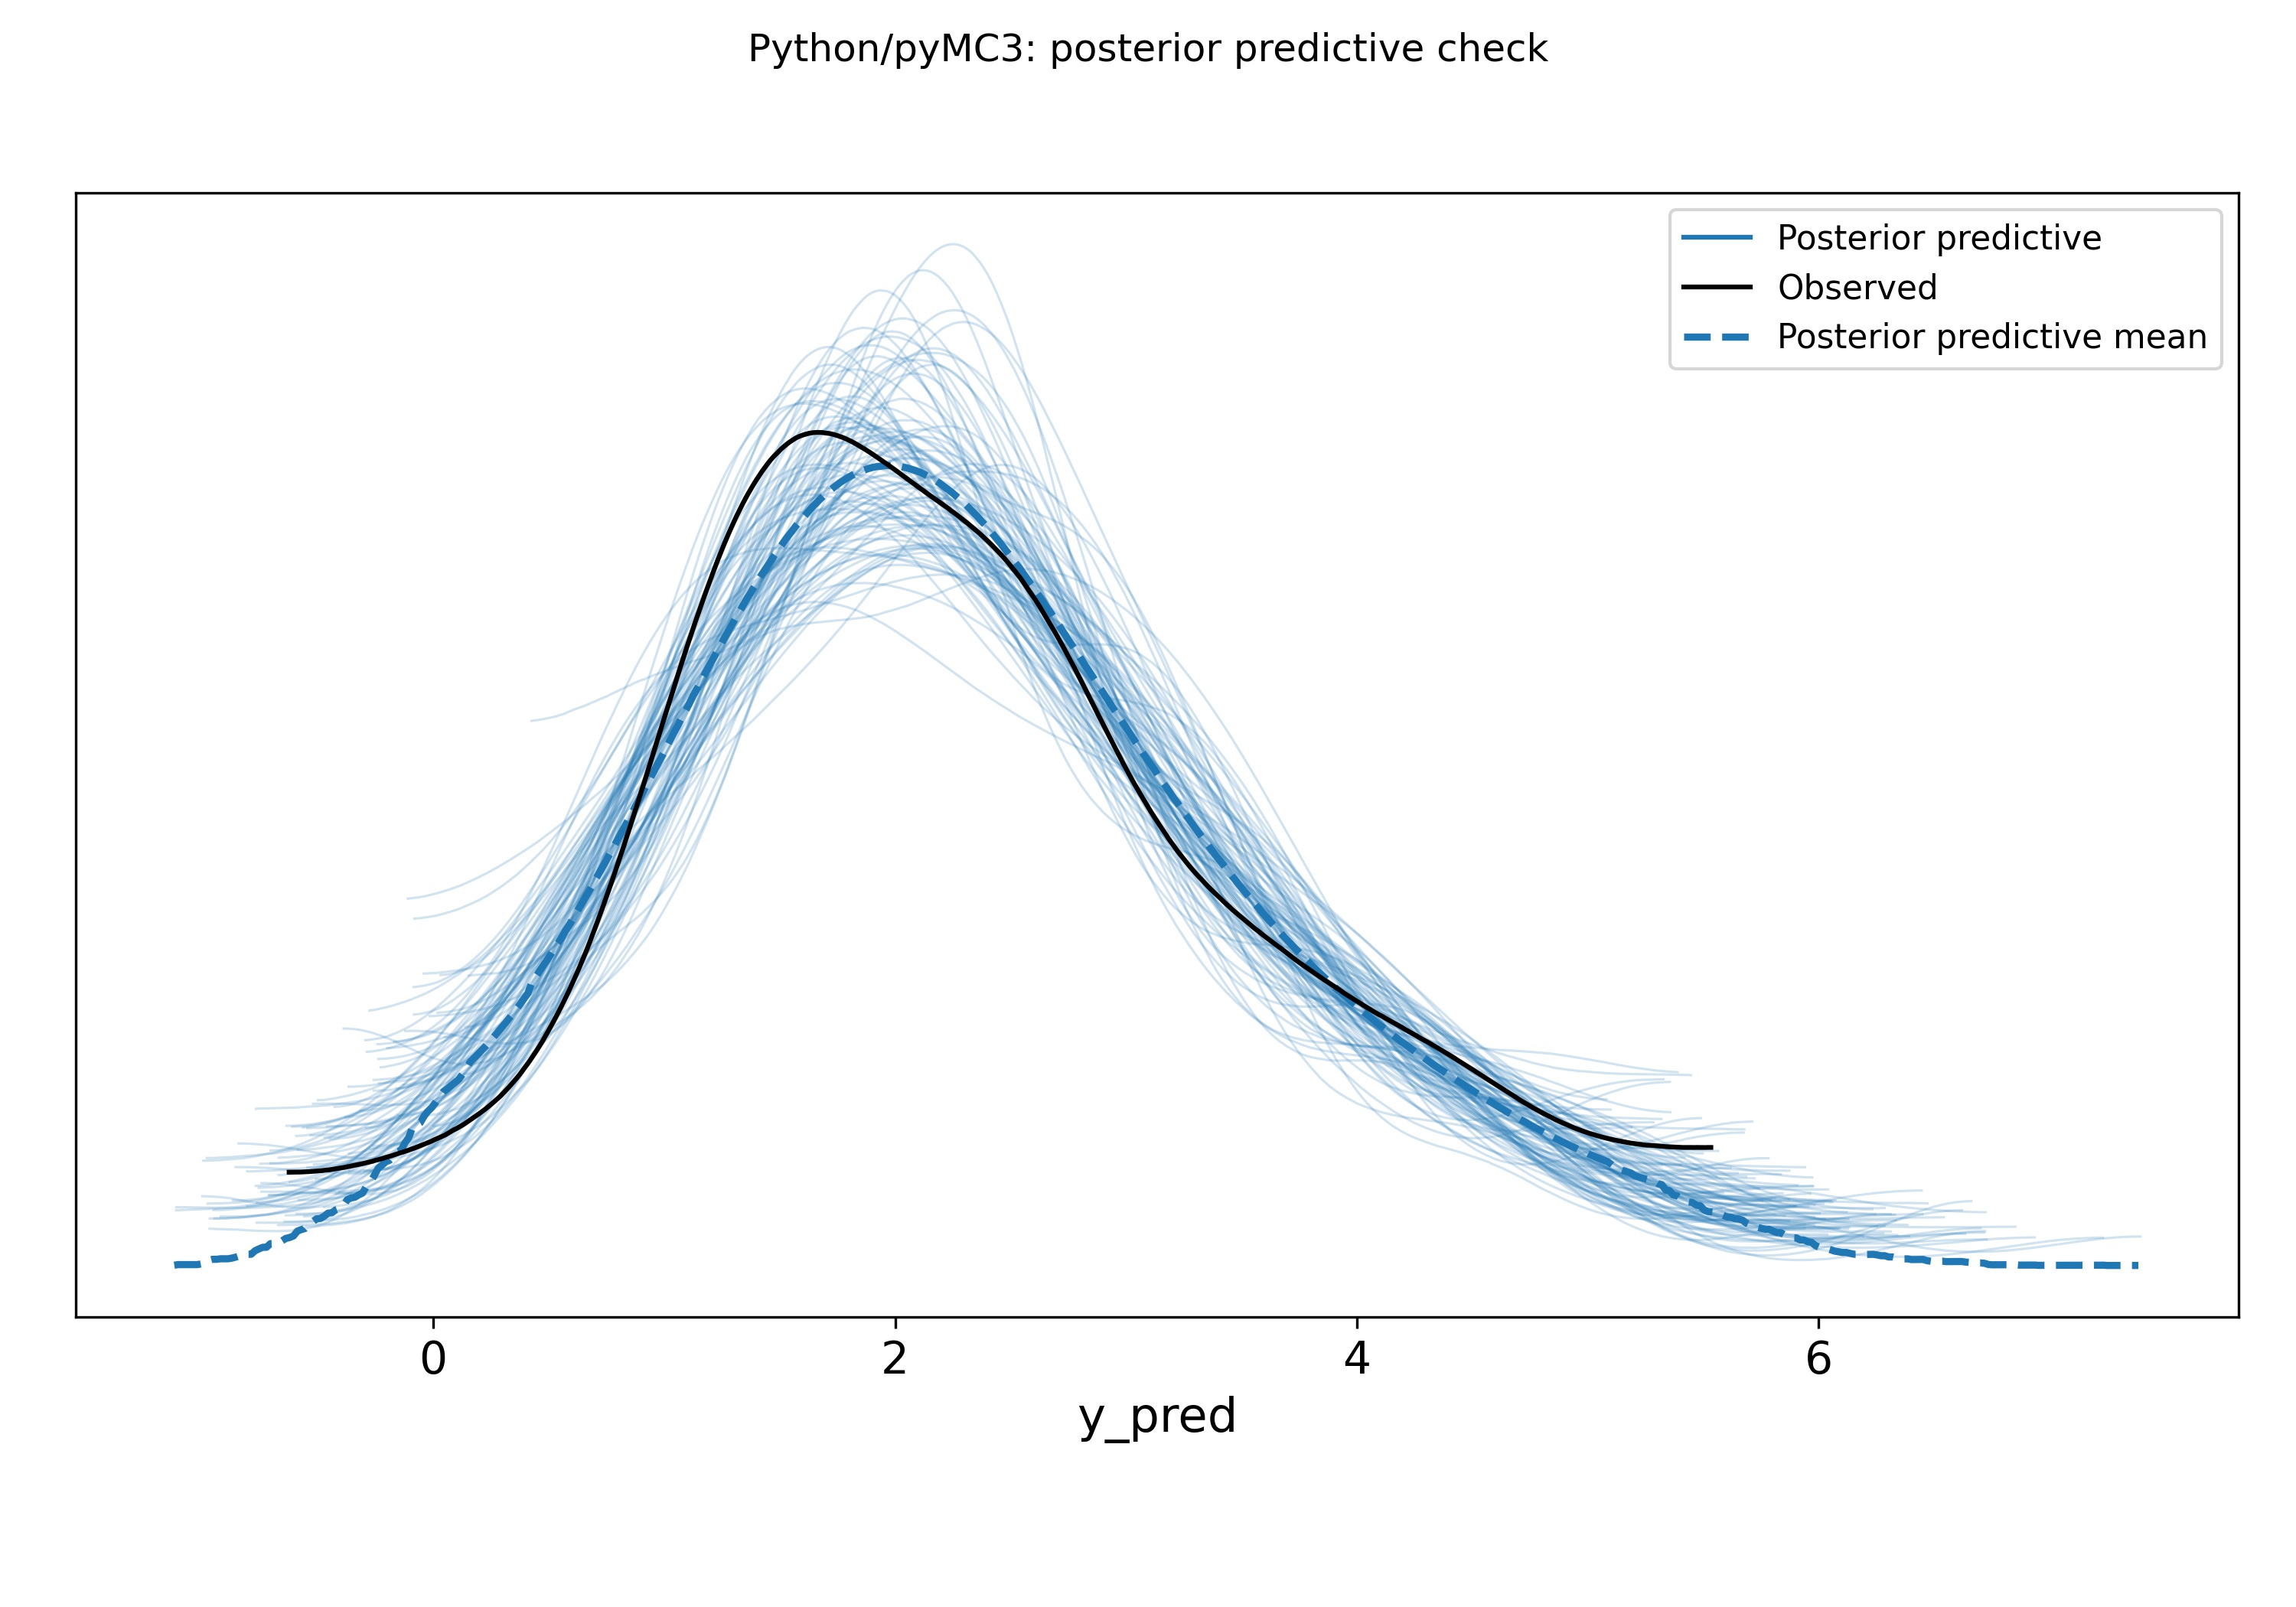 Python/pyMC3: posterior predictive check
Posterior predictive
Observed
Posterior predictive mean
0 2 4 6
y_pred